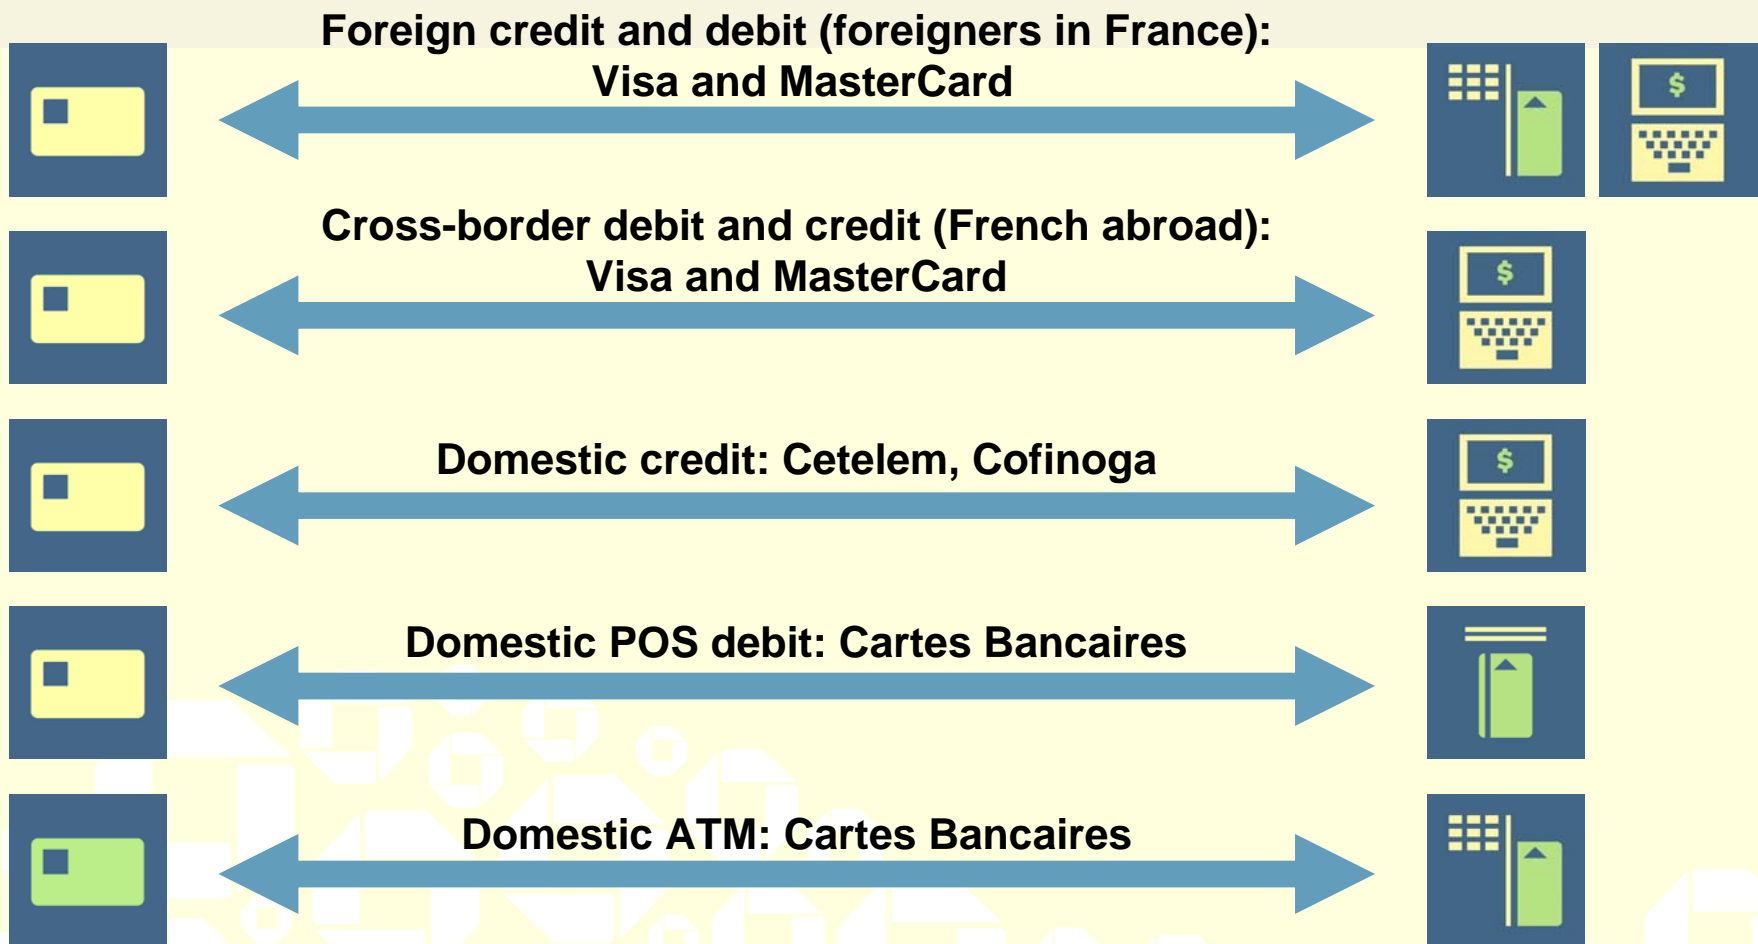 Foreign credit and debit (foreigners in France):
Visa and MasterCard
$
Cross-border debit and credit (French abroad):
Visa and MasterCard
$
Domestic credit: Cetelem, Cofinoga
$
Domestic POS debit: Cartes Bancaires
Domestic ATM: Cartes Bancaires